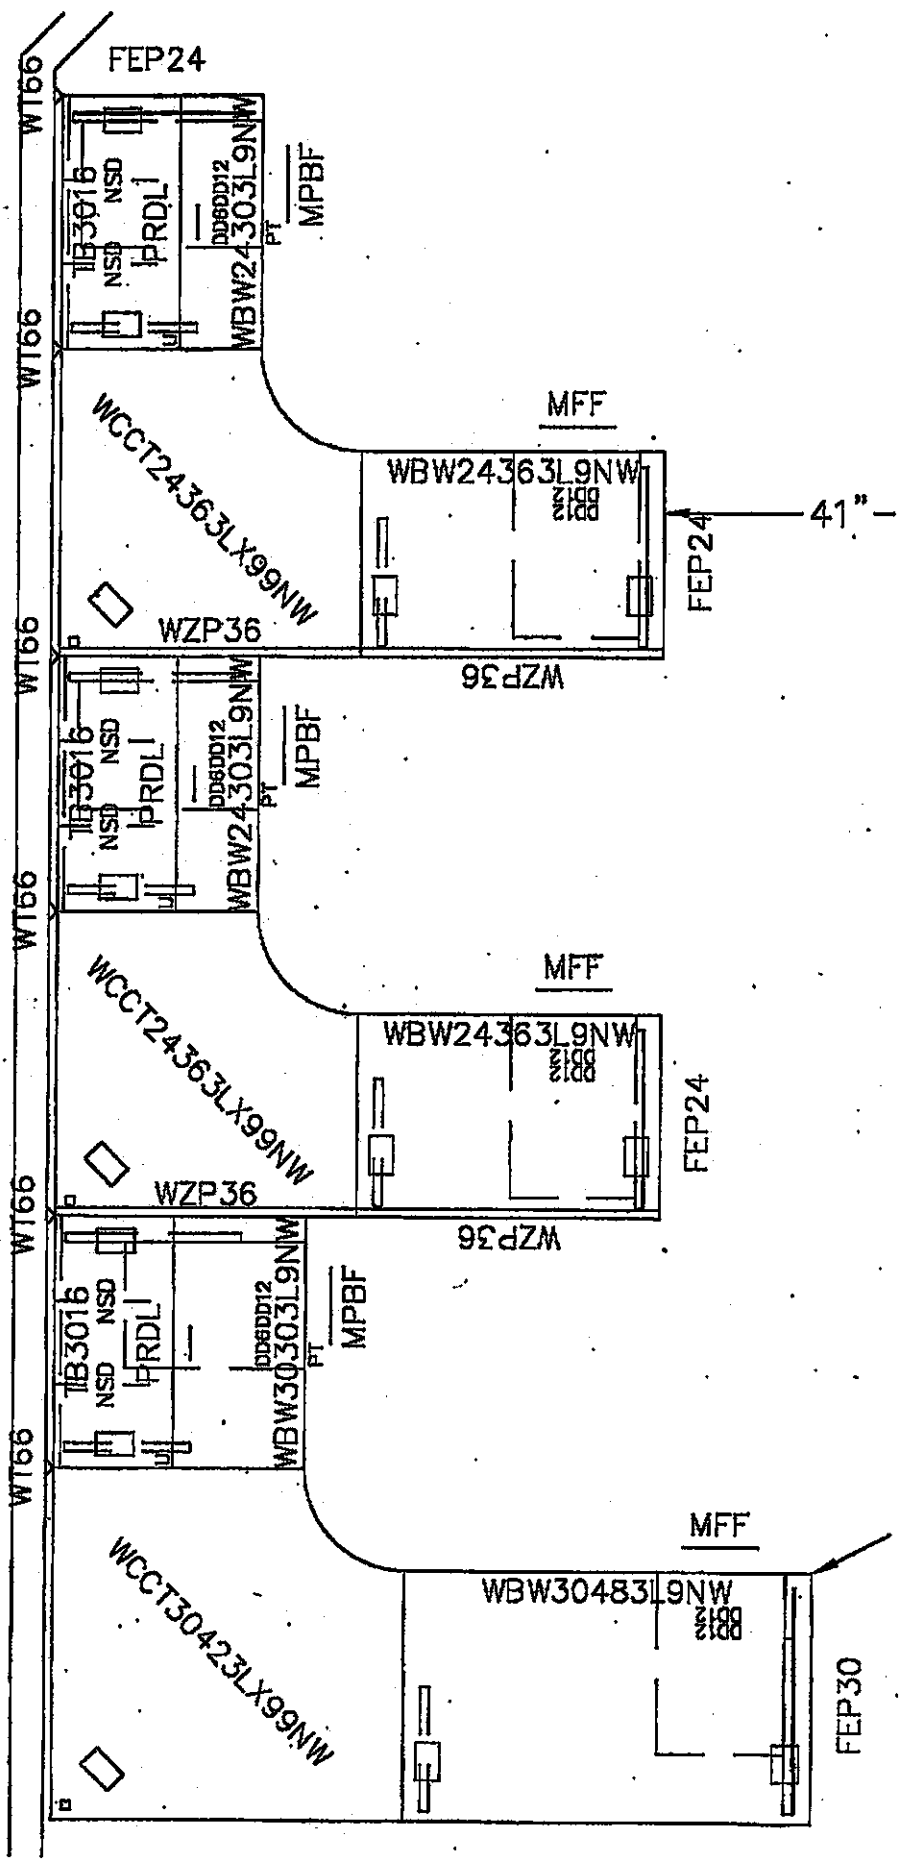 FEP24
WT66
TB3016
NSD
NSD
PRDL
U
DD6DD12
WBW24303L9NW
PT
MPBF
WT66
WCCT24363LX99NW
MFF
WBW24363L9NW
DD12
DD12
41"
FEP24
WZP36
WZP36
WT66
TB3016
NSD
NSD
PRDL
U
DD6DD12
WBW24303L9NW
PT
MPBF
WT66
WCCT24363LX99NW
MFF
WBW24363L9NW
DD12
DD12
FEP24
WZP36
WZP36
WT66
TB3016
NSD
NSD
PRDL
U
DD6DD12
WBW30303L9NW
PT
MPBF
WT66
WCCT30423LX99NW
MFF
WBW30483L9NW
DD12
DD12
FEP30